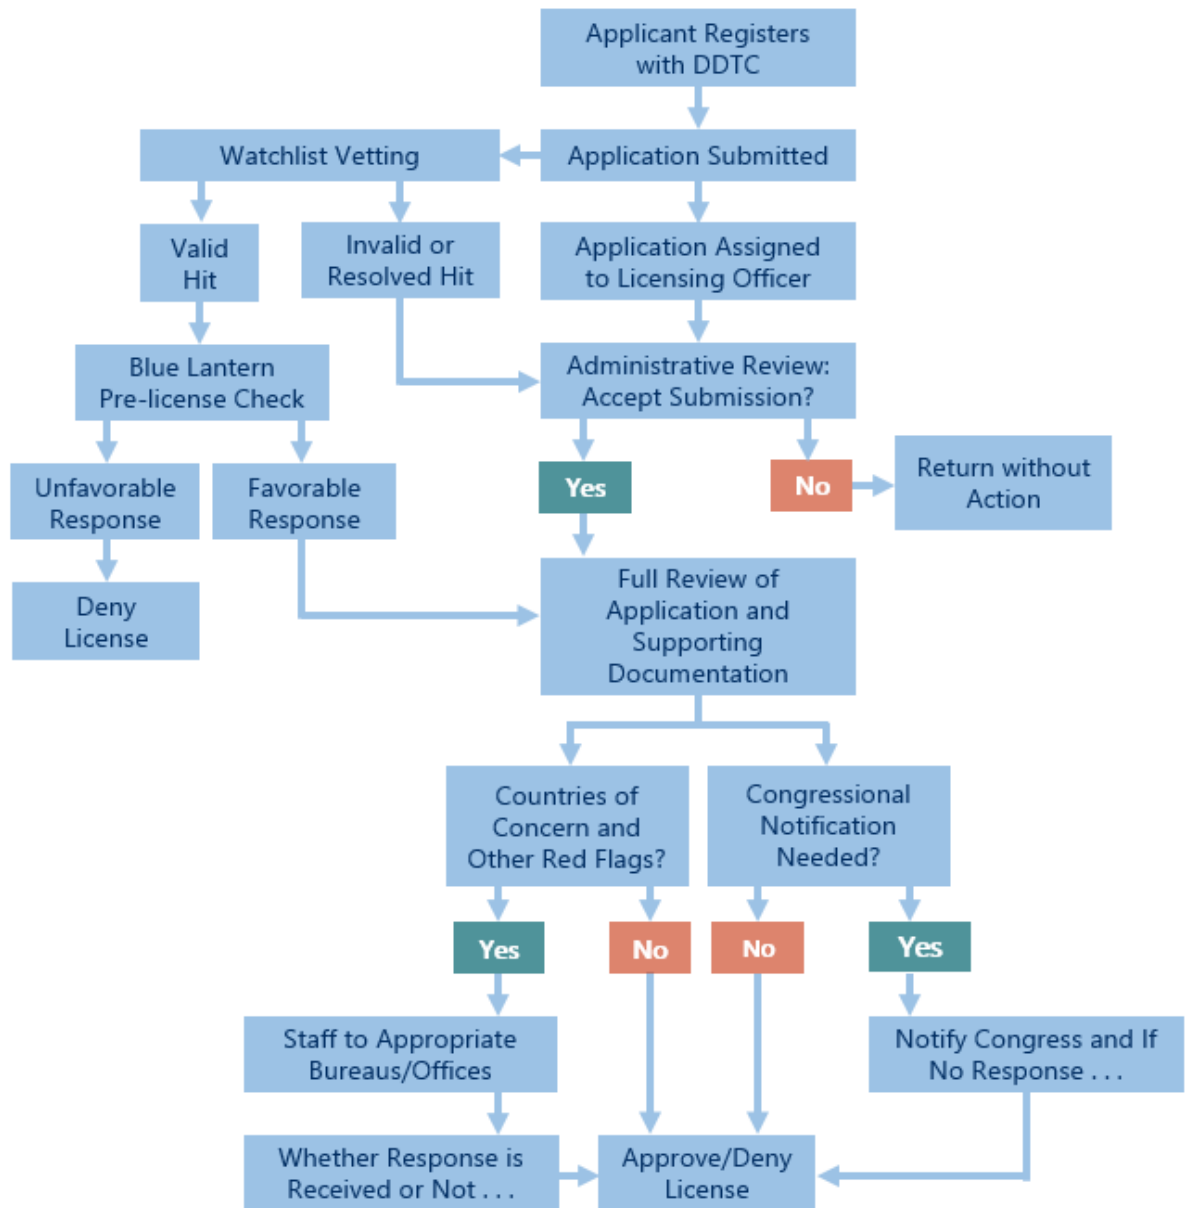 Applicant Registers
with DDTC
Watchlist Vetting
Application Submitted
Valid
Hit
Invalid or
Resolved Hit
Application Assigned
to Licensing Officer
Blue Lantern
Pre-license Check
Administrative Review:
Accept Submission?
Unfavorable
Response
Favorable
Response
Yes
No
Return without
Action
Deny
License
Full Review of
Application and
Supporting
Documentation
Countries of
Concern and
Other Red Flags?
Congressional
Notification
Needed?
Yes
No
No
Yes
Staff to Appropriate
Bureaus/Offices
Notify Congress and If
No Response . . .
Whether Response is
Received or Not . . .
Approve/Deny
License